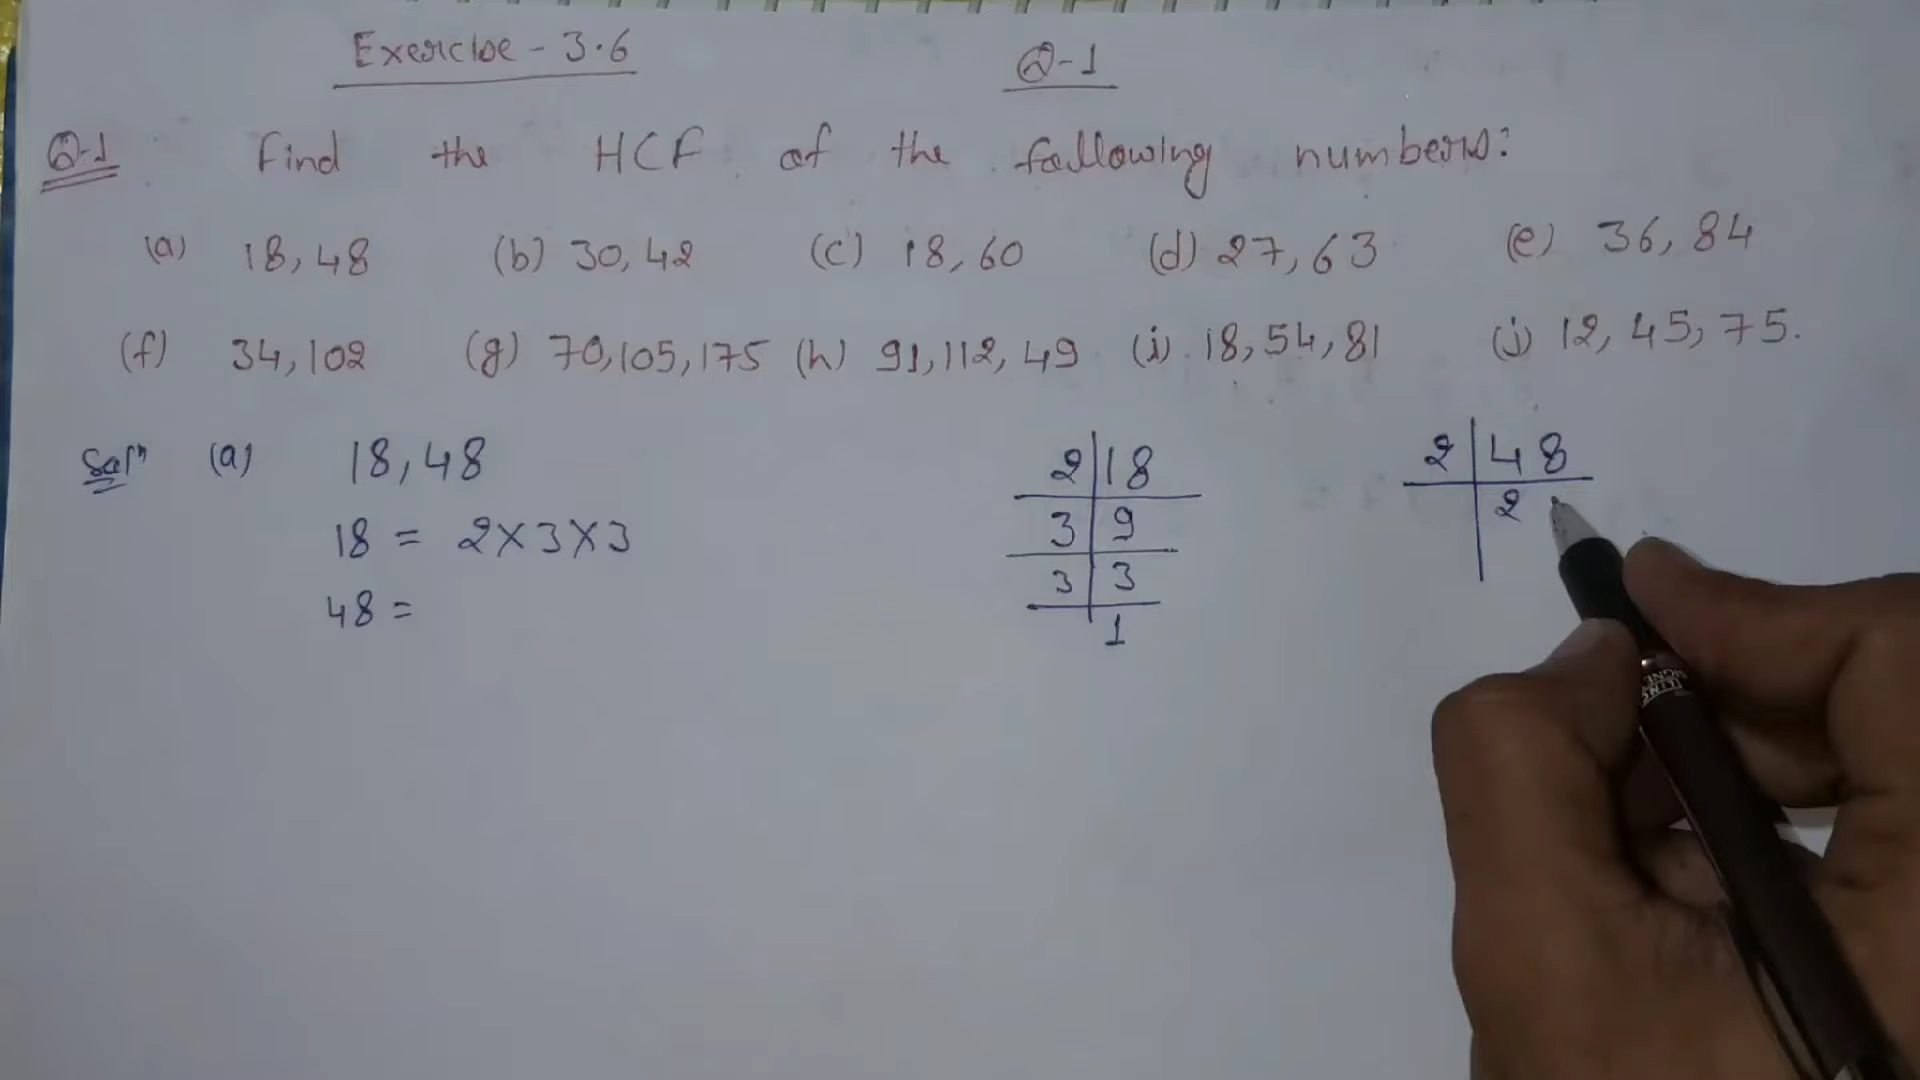 Exercise - 3.6 Q-1
Q-1 Find the HCF of the following numbers:
(a) 18, 48 (b) 30, 42 (c) 18, 60 (d) 27, 63 (e) 36, 84
(f) 34, 102 (g) 70, 105, 175 (h) 91, 112, 49 (i) 18, 54, 81 (j) 12, 45, 75.
Solⁿ (a) 18, 48
18 = 2×3×3
48 =
2 | 18
3 | 9
3 | 3
1
2 | 48
2